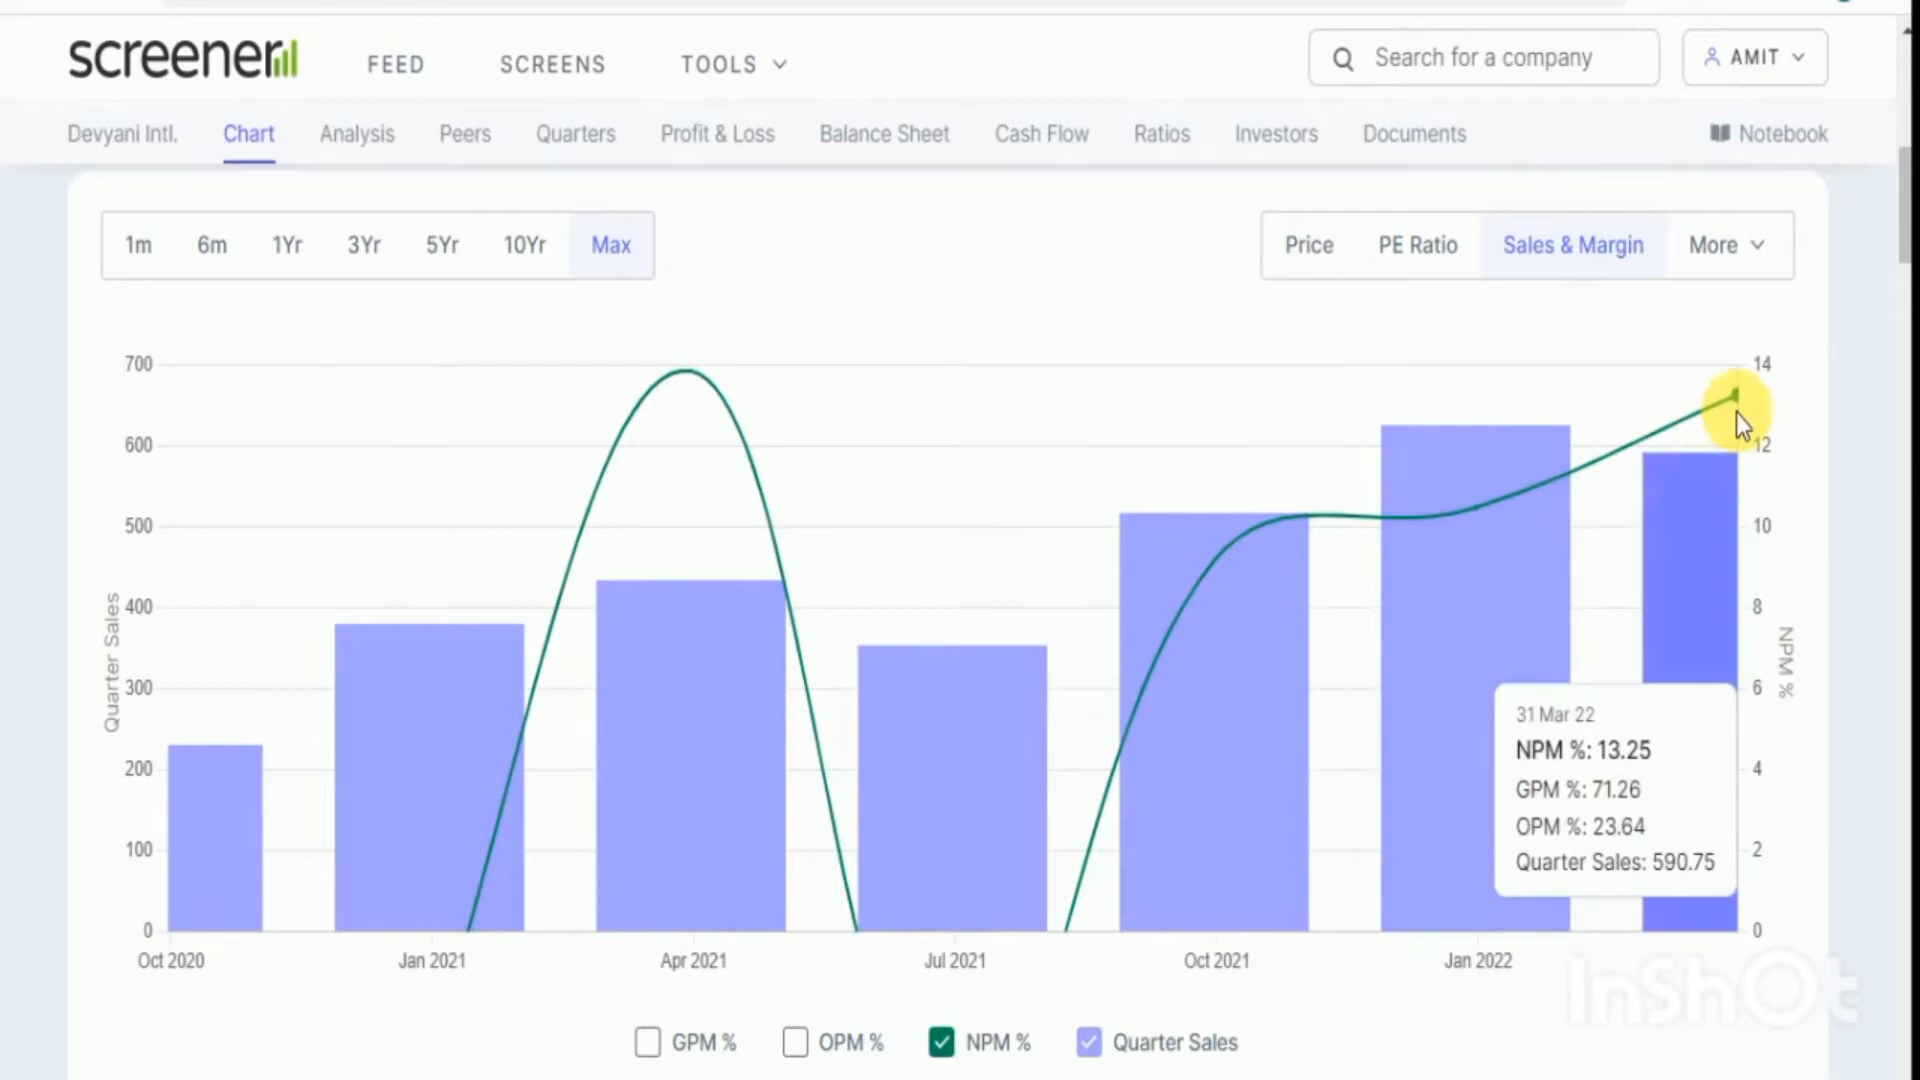 screener FEED SCREENS TOOLS Search for a company AMIT
Devyani Intl. Chart Analysis Peers Quarters Profit & Loss Balance Sheet Cash Flow Ratios Investors Documents Notebook
1m 6m 1Yr 3Yr 5Yr 10Yr Max Price PE Ratio Sales & Margin More
700 14
600 12
500 10
400 8
300 6
200 4
100 2
0 0
Quarter Sales
NPM %
31 Mar 22
NPM %: 13.25
GPM %: 71.26
OPM %: 23.64
Quarter Sales: 590.75
Oct 2020 Jan 2021 Apr 2021 Jul 2021 Oct 2021 Jan 2022
InShOt
GPM % OPM % NPM % Quarter Sales